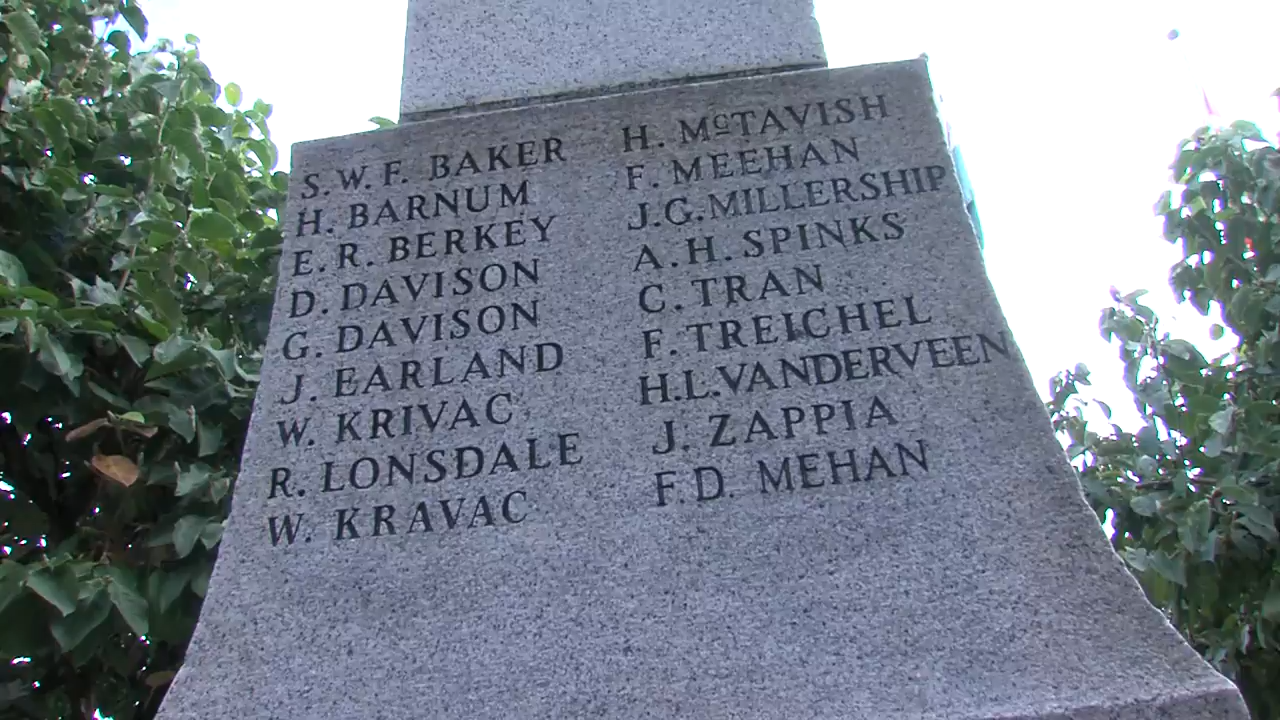 S.W.F. BAKER
H. BARNUM
E.R. BERKEY
D. DAVISON
G. DAVISON
J. EARLAND
W. KRIVAC
R. LONSDALE
W. KRAVAC
H. McTAVISH
F. MEEHAN
J.G. MILLERSHIP
A.H. SPINKS
C. TRAN
F. TREICHEL
H.L. VANDERVEEN
J. ZAPPIA
F.D. MEHAN